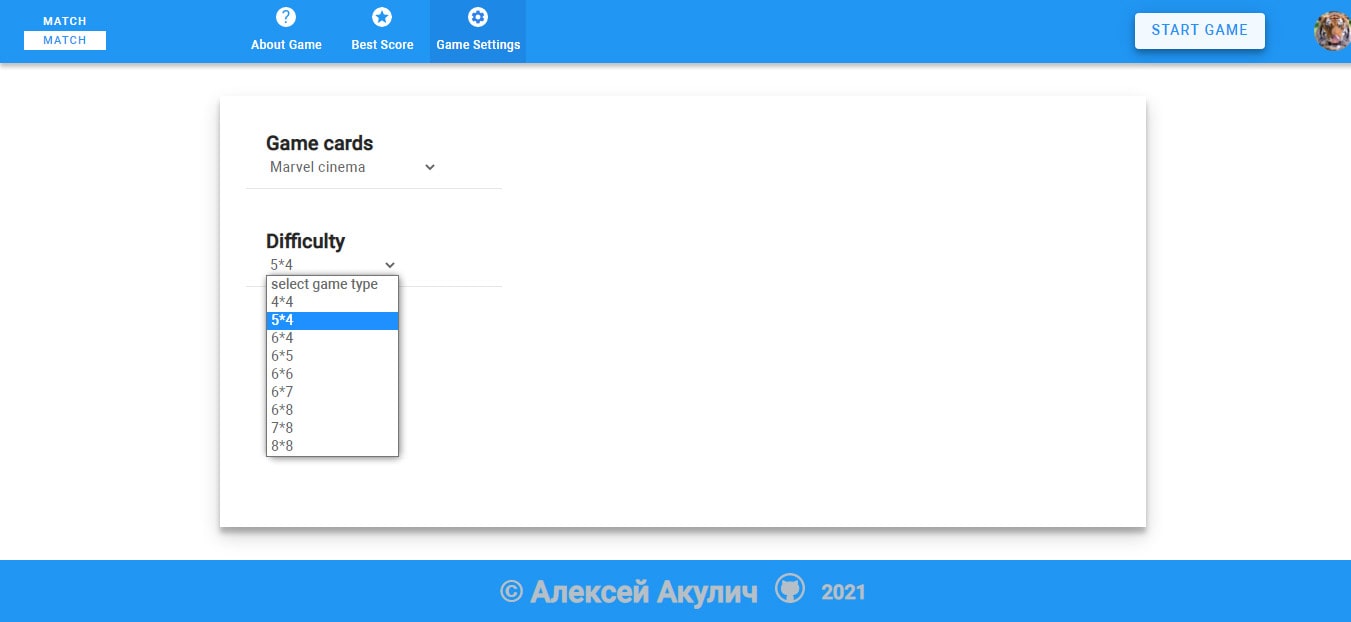 MATCH
MATCH
About Game
Best Score
Game Settings
START GAME
Game cards
Marvel cinema
Difficulty
5*4
select game type
4*4
5*4
6*4
6*5
6*6
6*7
6*8
7*8
8*8
© Алексей Акулич 2021